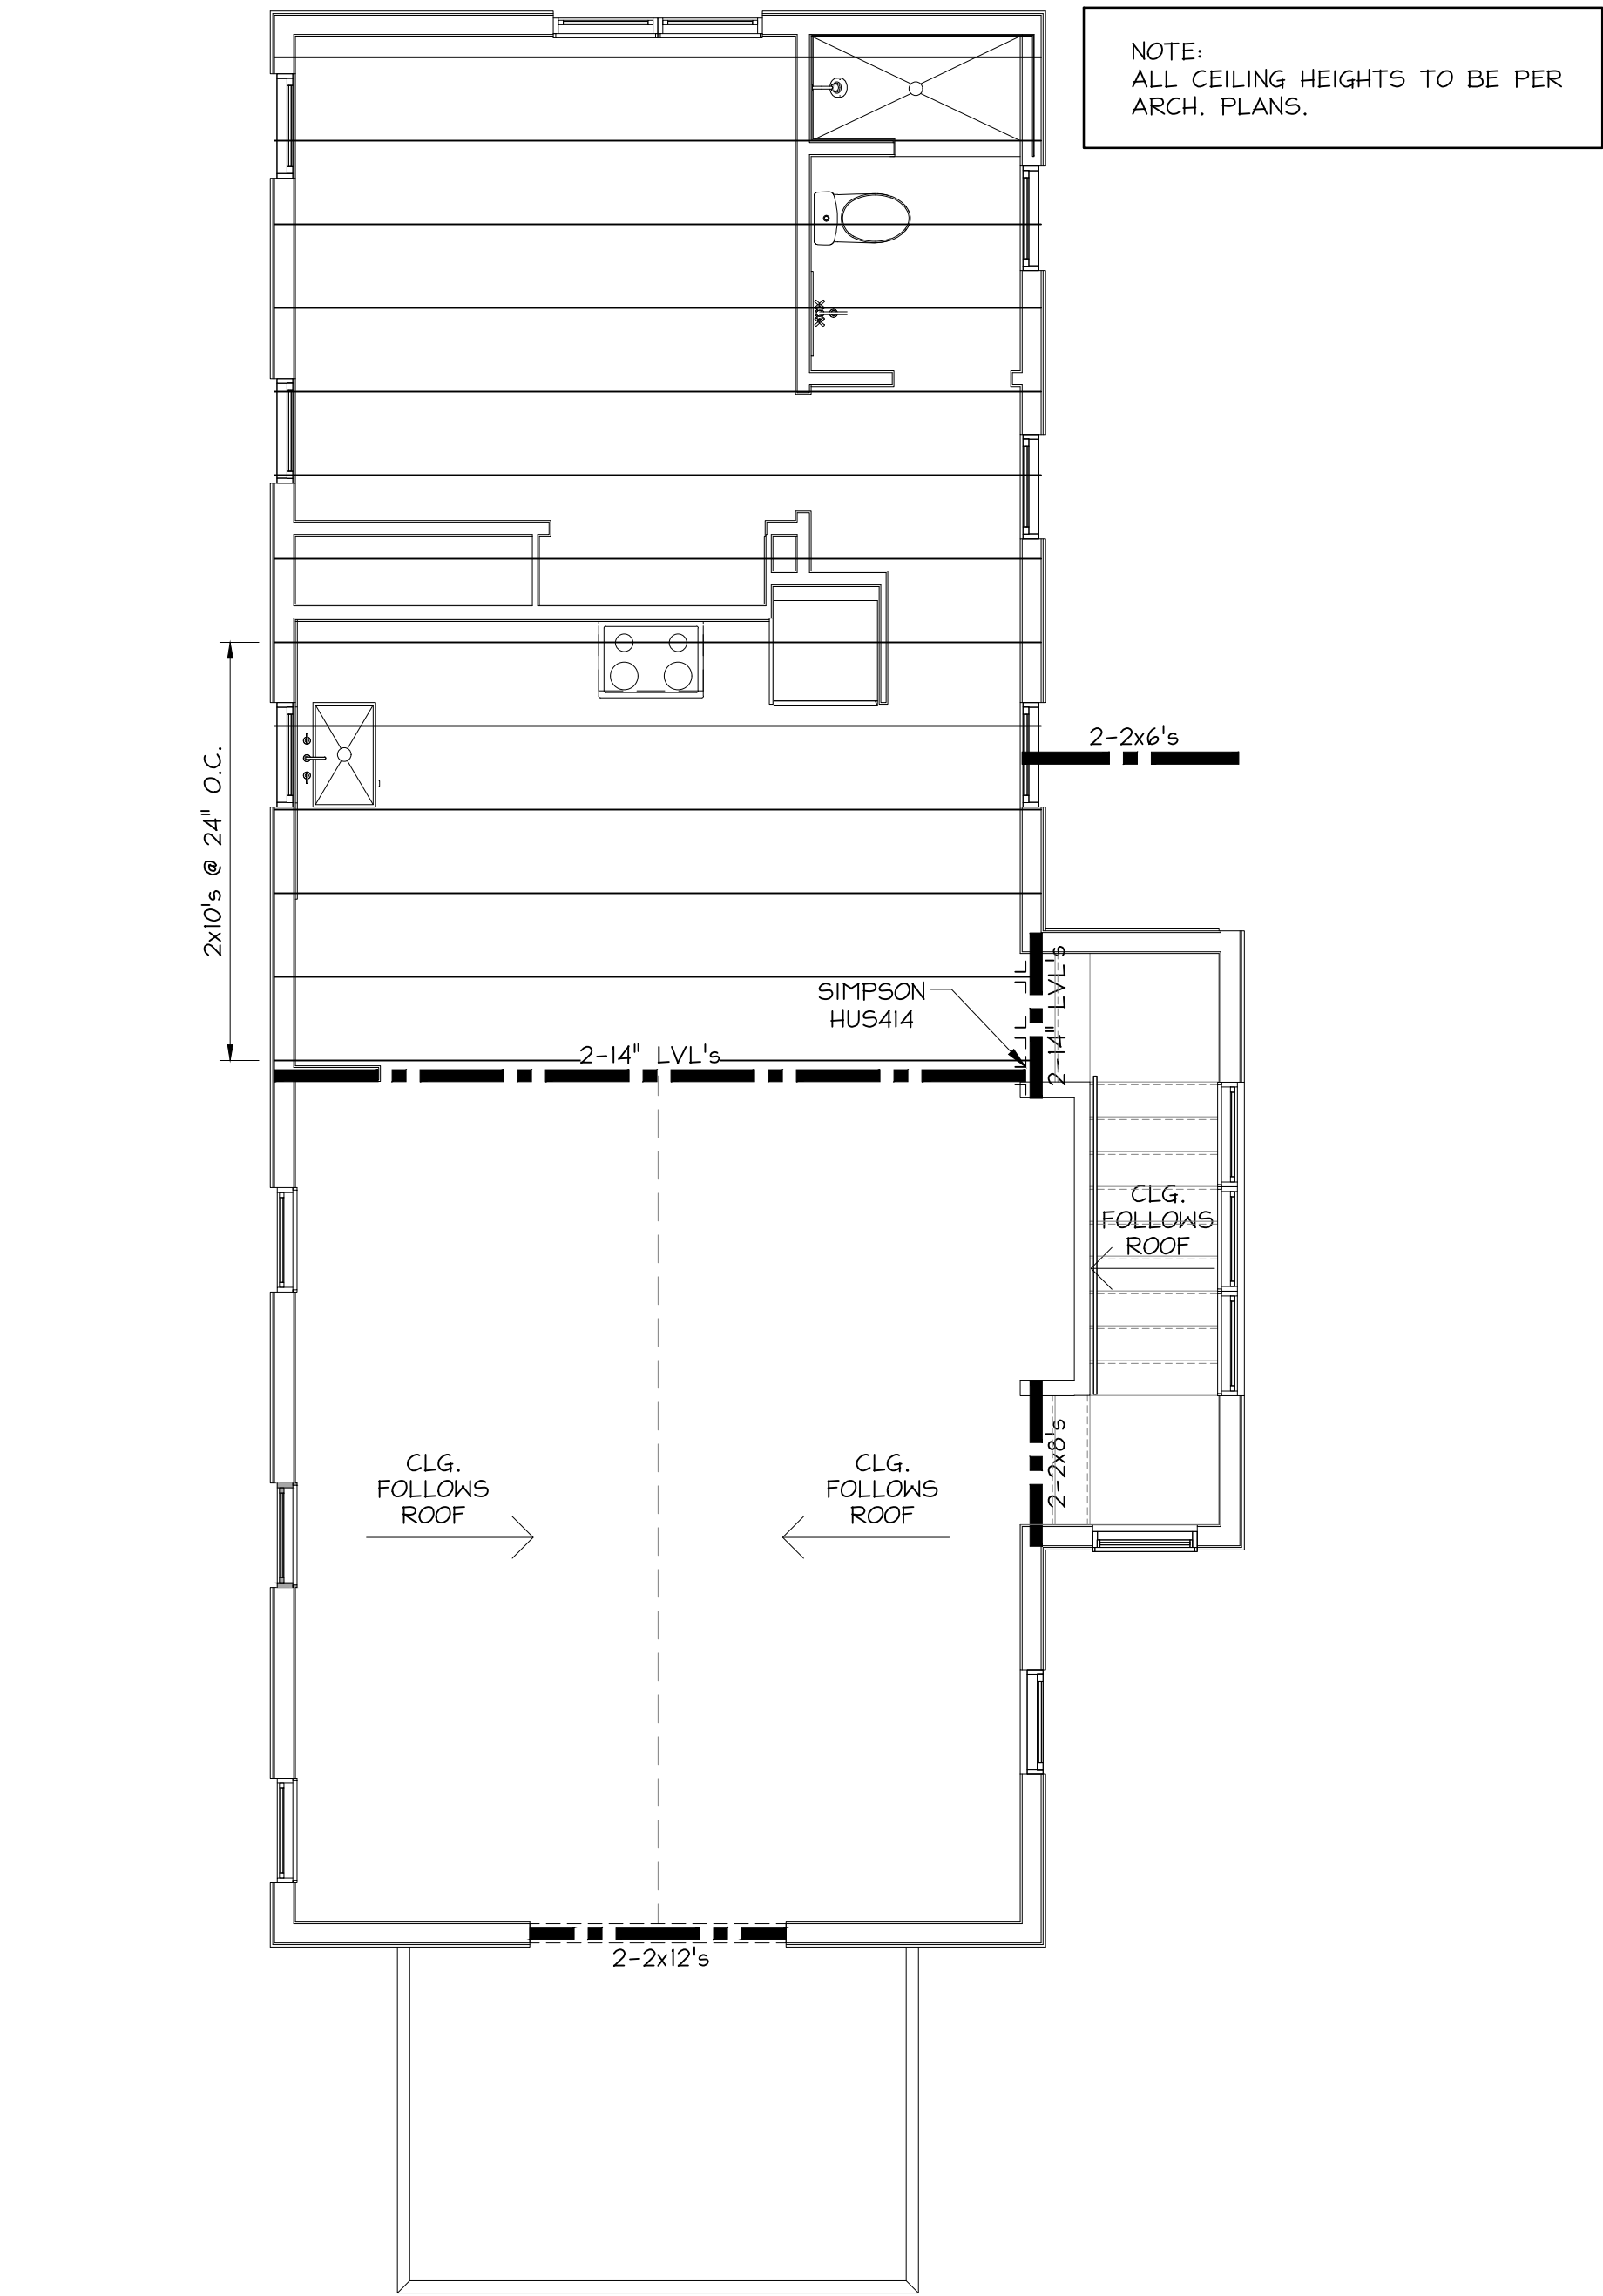 NOTE:
ALL CEILING HEIGHTS TO BE PER
ARCH. PLANS.
2-2x6's
2x10's @ 24" O.C.
SIMPSON
HUS414
2-14" LVL's
2-14" LVL's
CLG.
FOLLOWS
ROOF
CLG.
FOLLOWS
ROOF
CLG.
FOLLOWS
ROOF
2-2x8's
2-2x12's